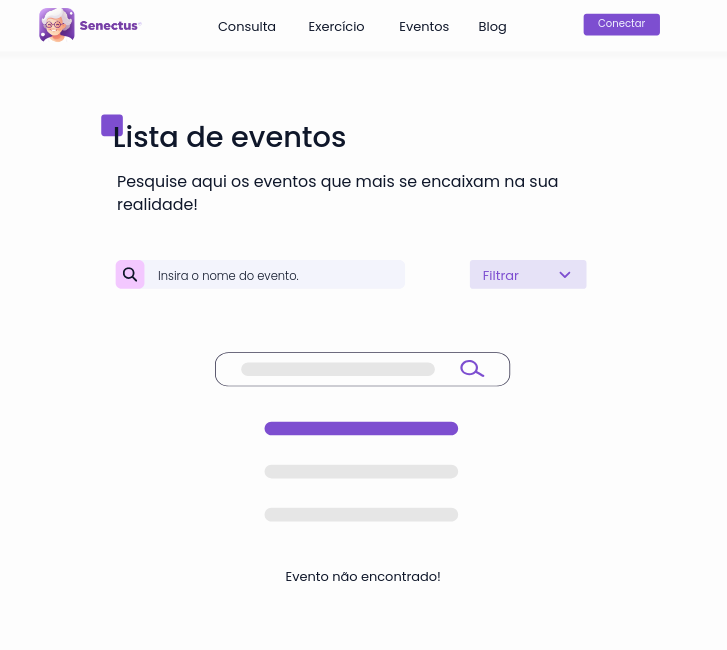 Senectus
Consulta
Exercício
Eventos
Blog
Conectar
Lista de eventos
Pesquise aqui os eventos que mais se encaixam na sua
realidade!
Insira o nome do evento.
Filtrar
Evento não encontrado!